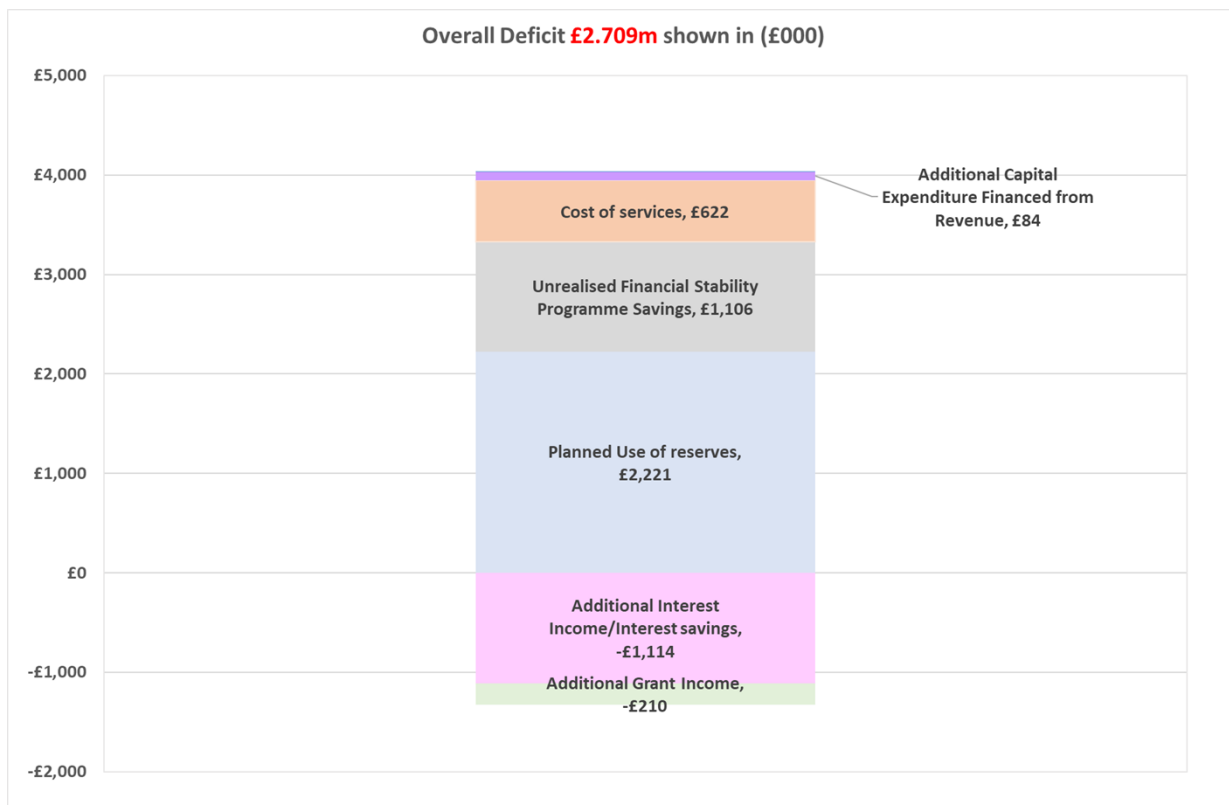 Overall Deficit £2.709m shown in (£000)
£5,000
£4,000
£3,000
£2,000
£1,000
£0
-£1,000
-£2,000
Additional Capital
Expenditure Financed from
Revenue, £84
Cost of services, £622
Unrealised Financial Stability
Programme Savings, £1,106
Planned Use of reserves,
£2,221
Additional Interest
Income/Interest savings,
-£1,114
Additional Grant Income,
-£210